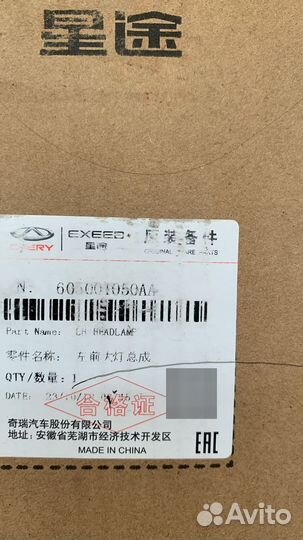 星途
CHERY EXEED 原装备件
星途 ORIGINAL SPARE PARTS
N: 605001050AA
Part Name: LH HEADLAMP
零件名称: 左前大灯总成
QTY/数量: 1
DATE:
合格证
奇瑞汽车股份有限公司
地址: 安徽省芜湖市经济技术开发区
MADE IN CHINA
EAC
Avito